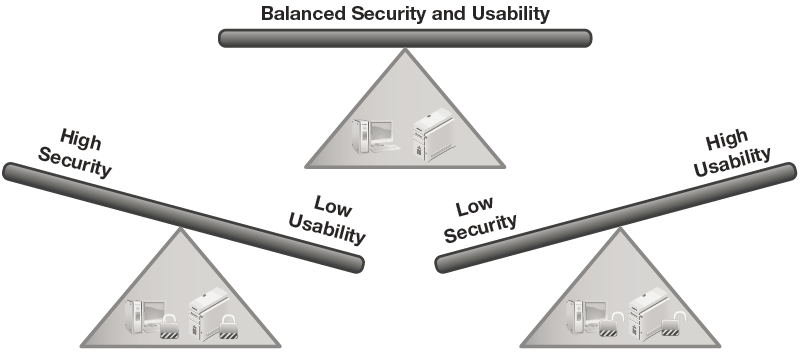 Balanced Security and Usability
High
Security
Low
Usability
Low
Security
High
Usability